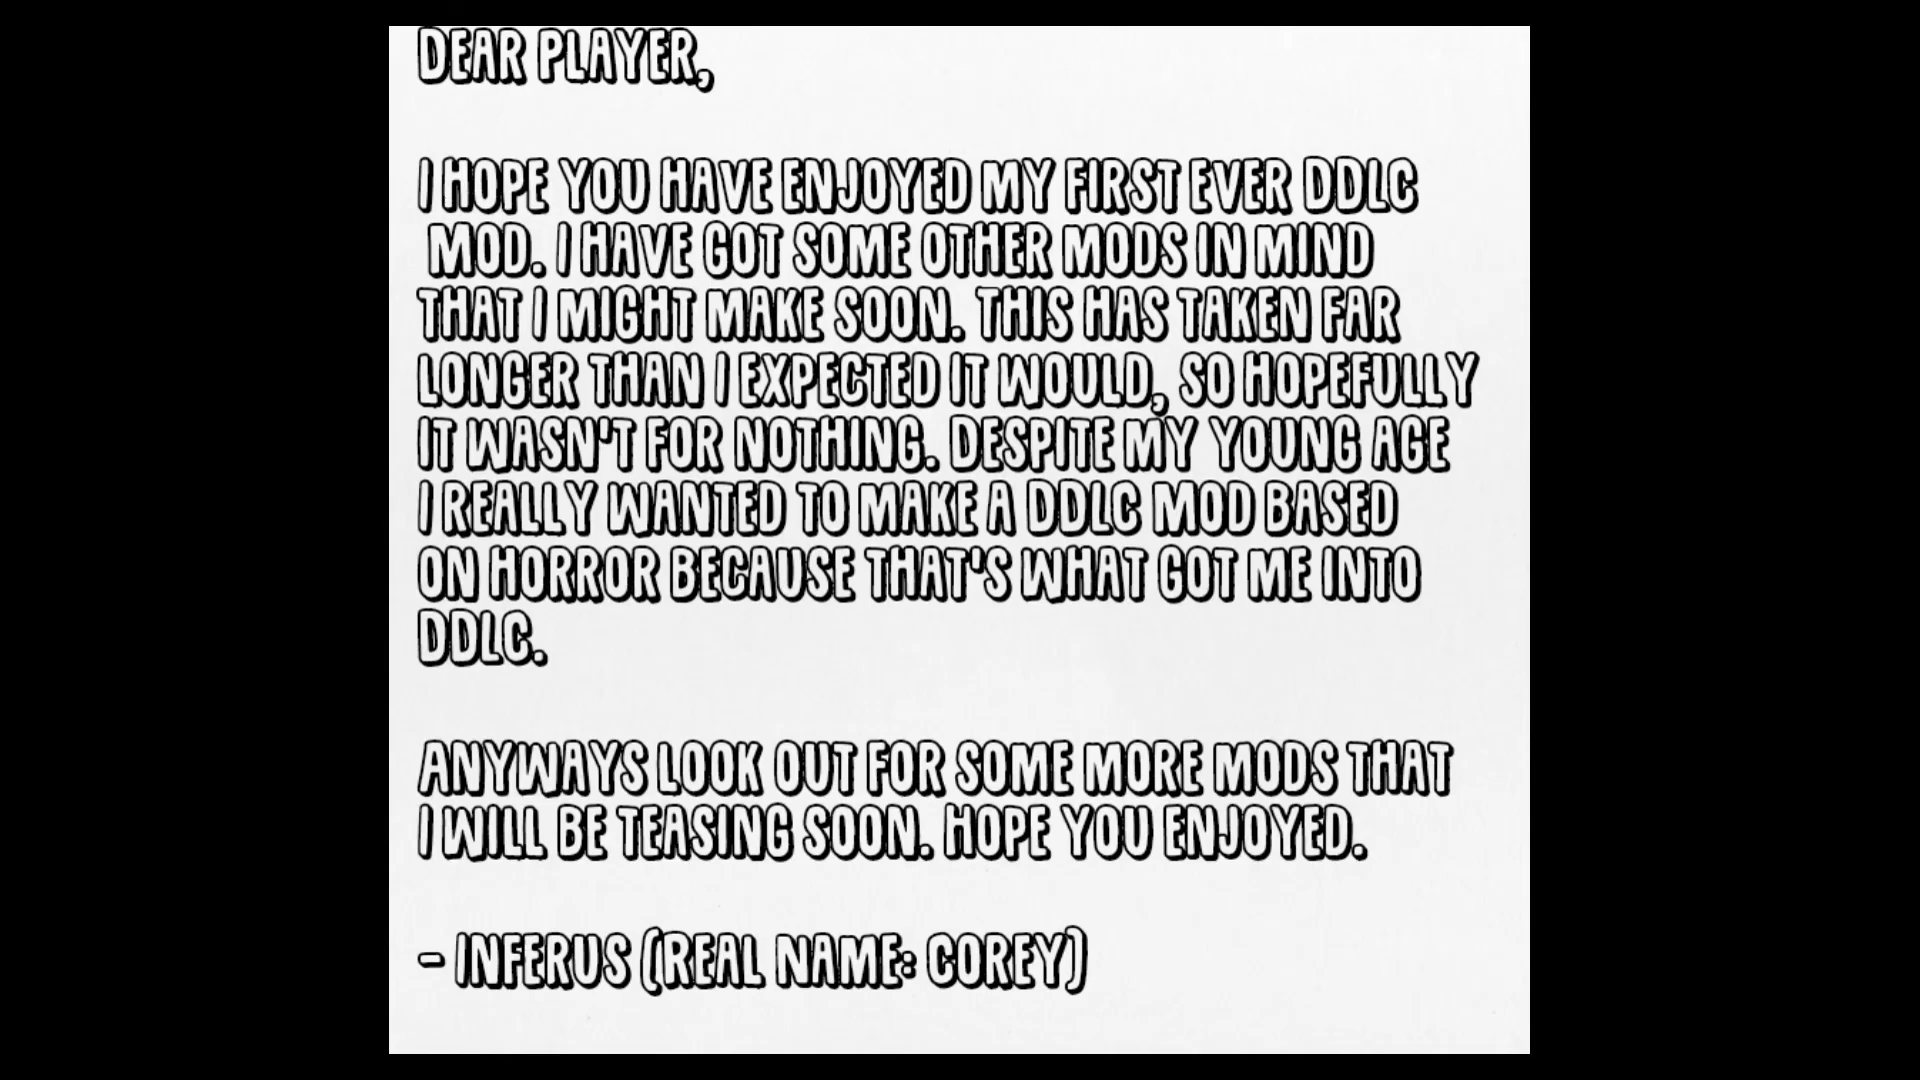 DEAR PLAYER,
I HOPE YOU HAVE ENJOYED MY FIRST EVER DDLC
MOD. I HAVE GOT SOME OTHER MODS IN MIND
THAT I MIGHT MAKE SOON. THIS HAS TAKEN FAR
LONGER THAN I EXPECTED IT WOULD, SO HOPEFULLY
IT WASN'T FOR NOTHING. DESPITE MY YOUNG AGE
I REALLY WANTED TO MAKE A DDLC MOD BASED
ON HORROR BECAUSE THAT'S WHAT GOT ME INTO
DDLC.
ANYWAYS LOOK OUT FOR SOME MORE MODS THAT
I WILL BE TEASING SOON. HOPE YOU ENJOYED.
- INFERUS (REAL NAME: COREY)